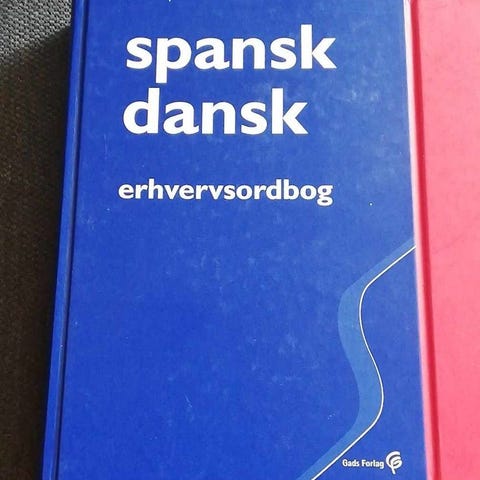 spansk
dansk
erhvervsordbog
Gads Forlag